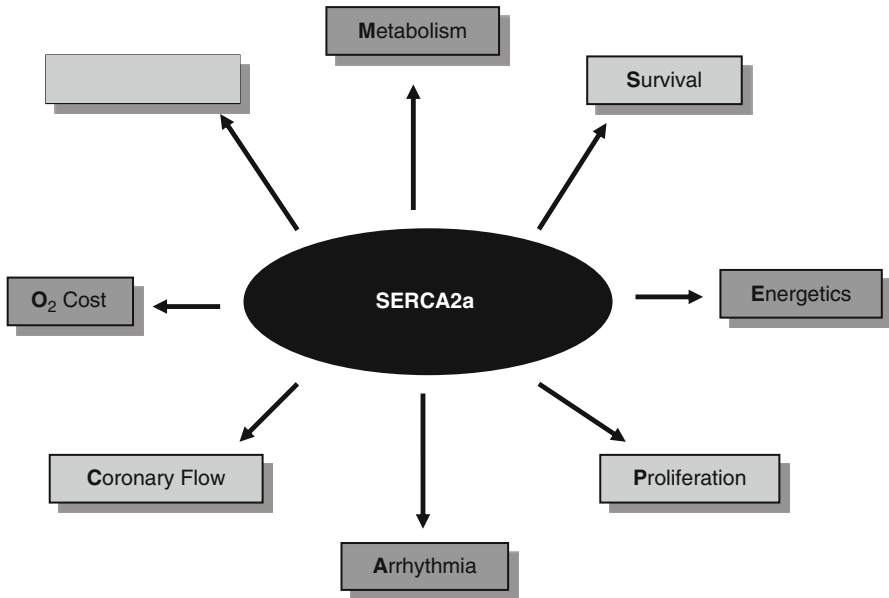 Metabolism
Survival
O₂ Cost
SERCA2a
Energetics
Coronary Flow
Proliferation
Arrhythmia